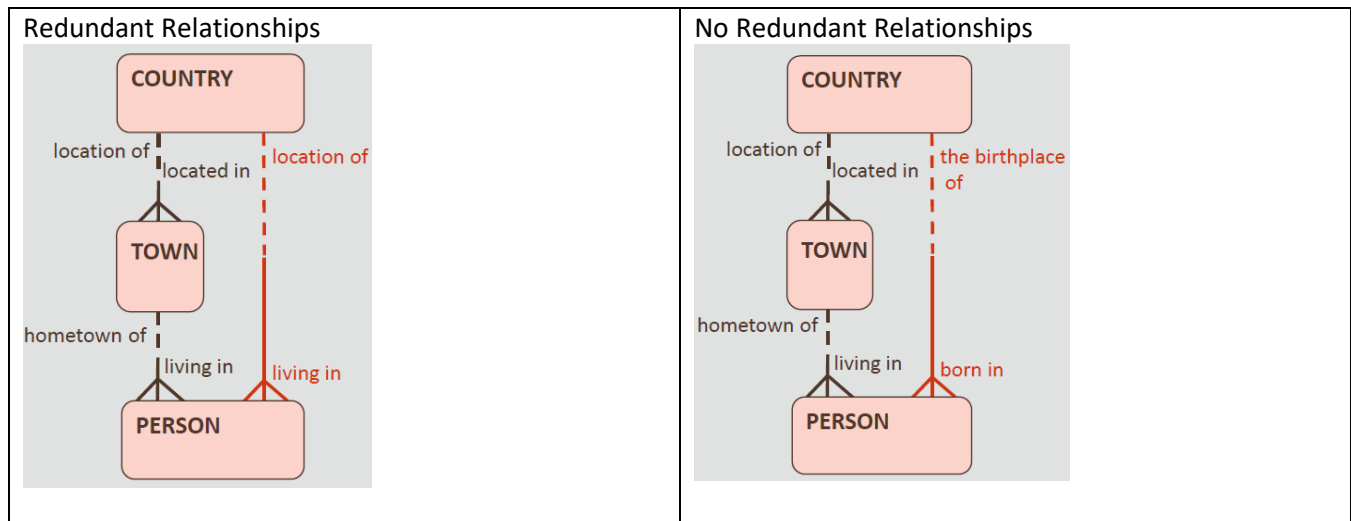 Redundant Relationships
COUNTRY
location of
located in
location of
TOWN
hometown of
living in
living in
PERSON
No Redundant Relationships
COUNTRY
location of
located in
the birthplace
of
TOWN
hometown of
living in
born in
PERSON